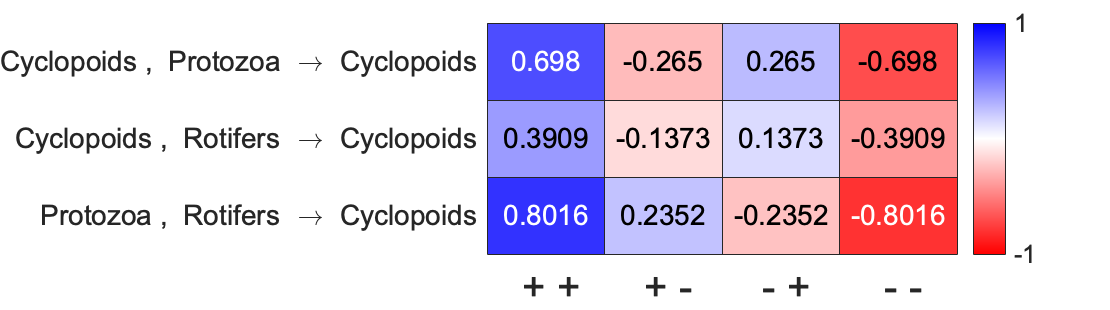 1
Cyclopoids , Protozoa → Cyclopoids 0.698 -0.265 0.265 -0.698
Cyclopoids , Rotifers → Cyclopoids 0.3909 -0.1373 0.1373 -0.3909
Protozoa , Rotifers → Cyclopoids 0.8016 0.2352 -0.2352 -0.8016
-1
+ + + - - + - -